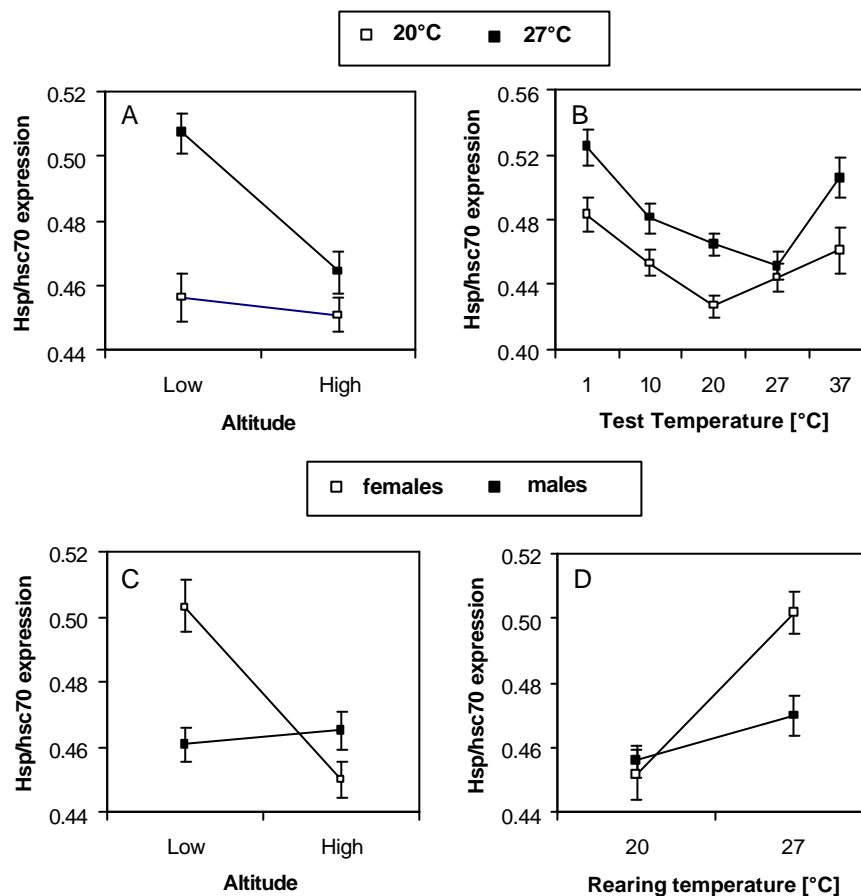 20°C 27°C
A
Hsp/hsc70 expression
0.52
0.50
0.48
0.46
0.44
Low High
Altitude
B
Hsp/hsc70 expression
0.56
0.52
0.48
0.44
0.40
1 10 20 27 37
Test Temperature [°C]
females males
C
Hsp/hsc70 expression
0.52
0.50
0.48
0.46
0.44
Low High
Altitude
D
Hsp/hsc70 expression
0.52
0.50
0.48
0.46
0.44
20 27
Rearing temperature [°C]